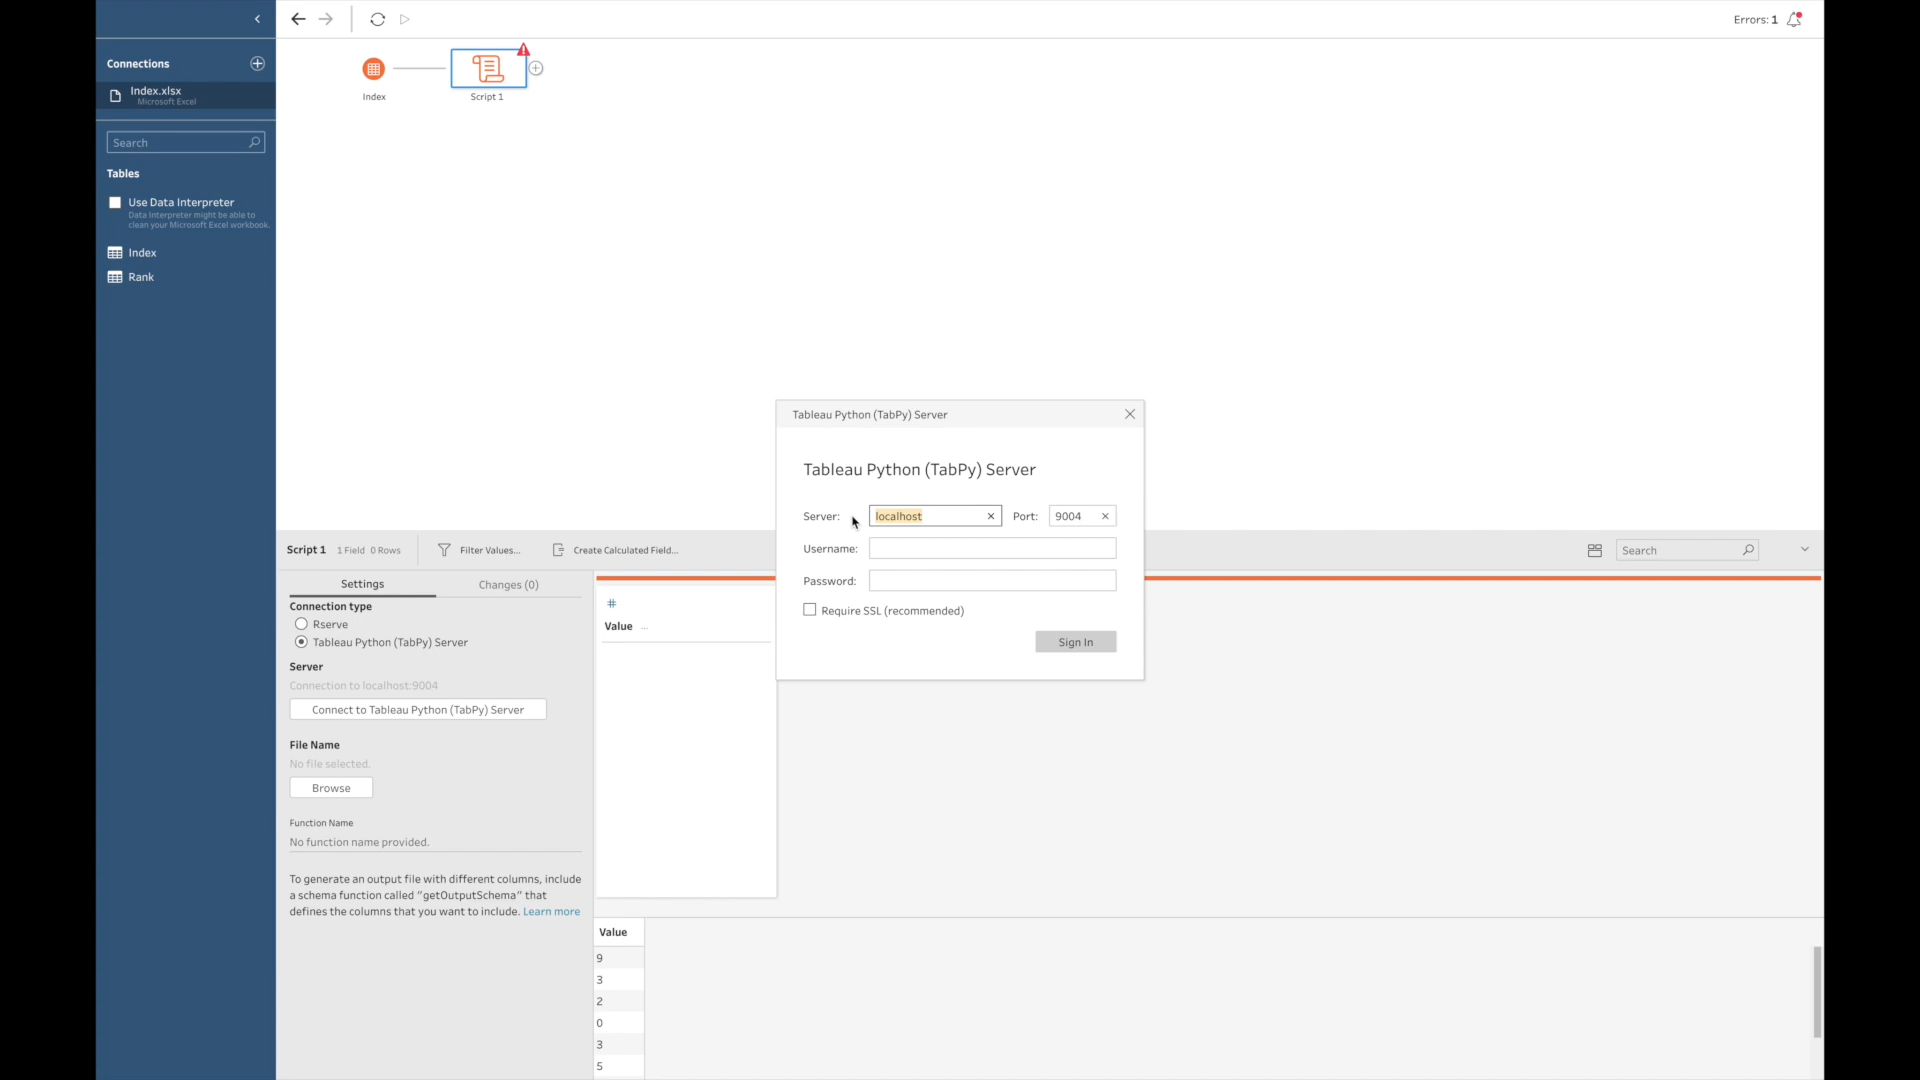 Errors: 1
Connections
Index.xlsx
Microsoft Excel
Search
Tables
Use Data Interpreter
Data Interpreter might be able to
clean your Microsoft Excel workbook.
Index
Rank
Index
Script 1
Tableau Python (TabPy) Server
Tableau Python (TabPy) Server
Server: localhost Port: 9004
Username:
Password:
Require SSL (recommended)
Sign In
Script 1 1 Field 0 Rows Filter Values... Create Calculated Field... Search
Settings Changes (0)
Connection type
Rserve
Tableau Python (TabPy) Server
Server
Connection to localhost:9004
Connect to Tableau Python (TabPy) Server
File Name
No file selected.
Browse
Function Name
No function name provided.
To generate an output file with different columns, include
a schema function called "getOutputSchema" that
defines the columns that you want to include. Learn more
#
Value ...
Value
9
3
2
0
3
5